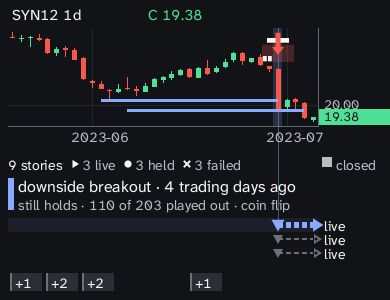 SYN12 1d C 19.38
20.00
19.38
2023-06 2023-07
9 stories 3 live 3 held 3 failed closed
downside breakout · 4 trading days ago
still holds · 110 of 203 played out · coin flip
live
live
live
+1 +2 +2 +1